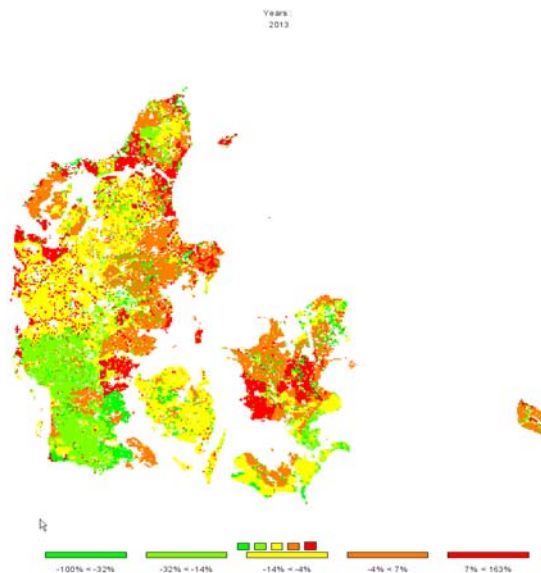 Years :
2013
-100% < -32%
-32% < -14%
-14% < -4%
-4% < 7%
7% < 163%